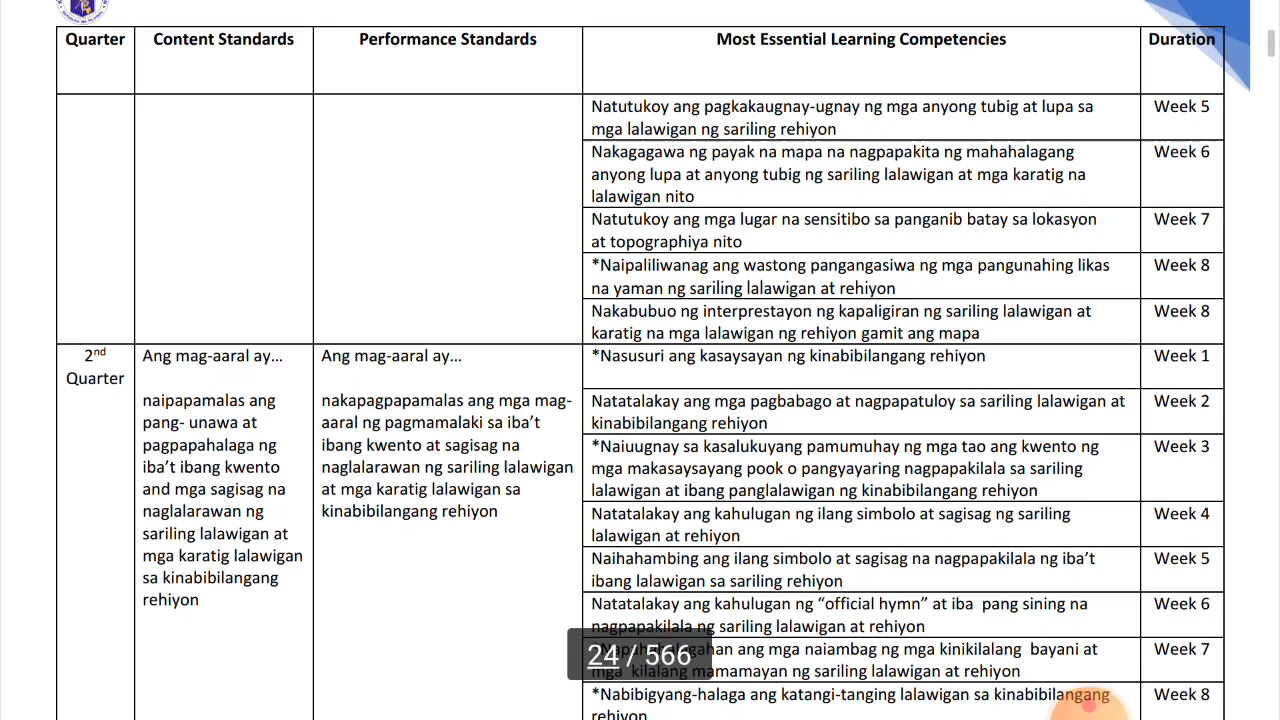 Quarter Content Standards Performance Standards Most Essential Learning Competencies Duration
Natutukoy ang pagkakaugnay-ugnay ng mga anyong tubig at lupa sa Week 5
mga lalawigan ng sariling rehiyon
Nakagagawa ng payak na mapa na nagpapakita ng mahahalagang Week 6
anyong lupa at anyong tubig ng sariling lalawigan at mga karatig na
lalawigan nito
Natutukoy ang mga lugar na sensitibo sa panganib batay sa lokasyon Week 7
at topographiya nito
*Naipaliliwanag ang wastong pangangasiwa ng mga pangunahing likas Week 8
na yaman ng sariling lalawigan at rehiyon
Nakabubuo ng interprestayon ng kapaligiran ng sariling lalawigan at Week 8
karatig na mga lalawigan ng rehiyon gamit ang mapa
2nd
Quarter
Ang mag-aaral ay…
naipapamalas ang
pang- unawa at
pagpapahalaga ng
iba't ibang kwento
and mga sagisag na
naglalarawan ng
sariling lalawigan at
mga karatig lalawigan
sa kinabibilangang
rehiyon
Ang mag-aaral ay…
nakapagpapamalas ang mga mag-
aaral ng pagmamalaki sa iba't
ibang kwento at sagisag na
naglalarawan ng sariling lalawigan
at mga karatig lalawigan sa
kinabibilangang rehiyon
*Nasusuri ang kasaysayan ng kinabibilangang rehiyon Week 1
Natatalakay ang mga pagbabago at nagpapatuloy sa sariling lalawigan at Week 2
kinabibilangang rehiyon
*Naiuugnay sa kasalukuyang pamumuhay ng mga tao ang kwento ng Week 3
mga makasaysayang pook o pangyayaring nagpapakilala sa sariling
lalawigan at ibang panglalawigan ng kinabibilangang rehiyon
Natatalakay ang kahulugan ng ilang simbolo at sagisag ng sariling Week 4
lalawigan at rehiyon
Naihahambing ang ilang simbolo at sagisag na nagpapakilala ng iba't Week 5
ibang lalawigan sa sariling rehiyon
Natatalakay ang kahulugan ng "official hymn" at iba pang sining na Week 6
nagpapakilala ng sariling lalawigan at rehiyon
ang mga naiambag ng mga kinikilalang bayani at Week 7
mga kilalang mamamayan ng sariling lalawigan at rehiyon
*Nabibigyang-halaga ang katangi-tanging lalawigan sa kinabibilangang Week 8
rehiyon
24 / 566